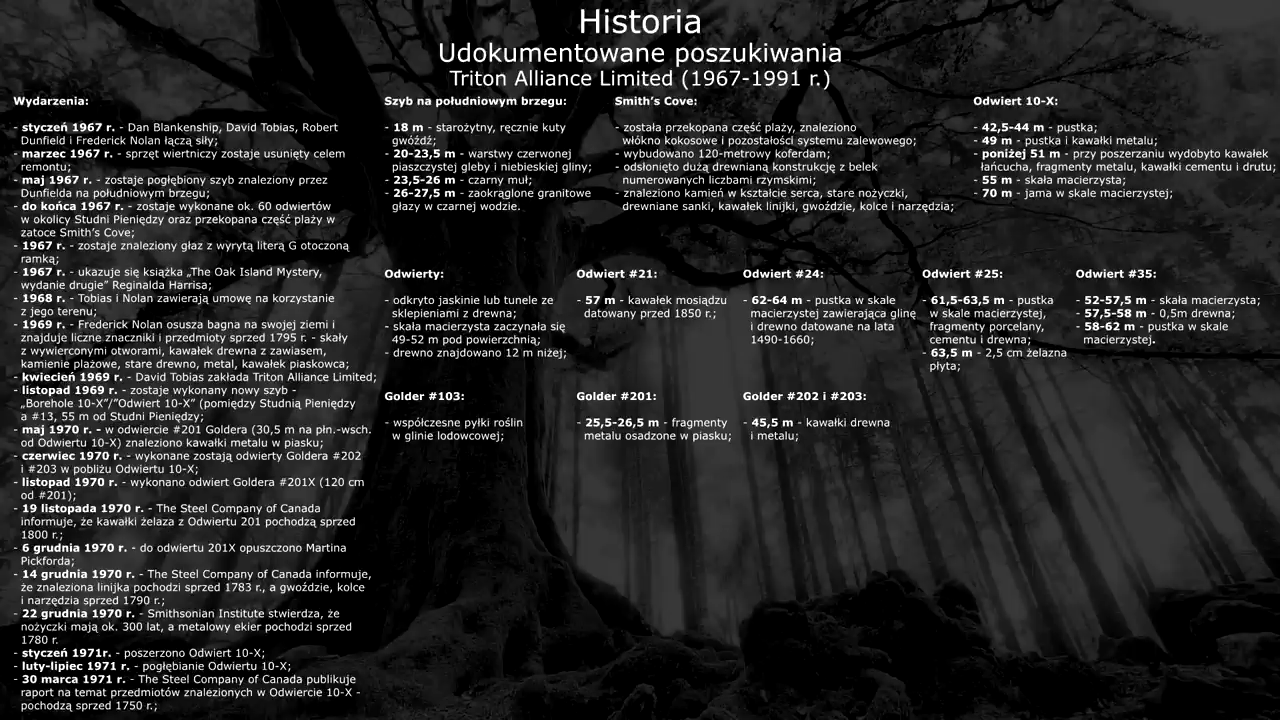 Historia
Udokumentowane poszukiwania
Triton Alliance Limited (1967-1991 r.)
Wydarzenia:
- styczeń 1967 r. - Dan Blankenship, David Tobias, Robert
Dunfield i Frederick Nolan łączą siły;
- marzec 1967 r. - sprzęt wiertniczy zostaje usunięty celem
remontu;
- maj 1967 r. - zostaje pogłębiony szyb znaleziony przez
Dunfielda na południowym brzegu;
- do końca 1967 r. - zostaje wykonane ok. 60 odwiertów
w okolicy Studni Pieniędzy oraz przekopana część plaży w
zatoce Smith’s Cove;
- 1967 r. - zostaje znaleziony głaz z wyrytą literą G otoczoną
ramką;
- 1967 r. - ukazuje się książka „The Oak Island Mystery,
wydanie drugie” Reginalda Harrisa;
- 1968 r. - Tobias i Nolan zawierają umowę na korzystanie
z jego terenu;
- 1969 r. - Frederick Nolan osusza bagna na swojej ziemi i
znajduje liczne znaczniki i przedmioty sprzed 1795 r. - skały
z wywierconymi otworami, kawałek drewna z zawiasem,
kamienie plażowe, stare drewno, metal, kawałek piaskowca;
- kwiecień 1969 r. - David Tobias zakłada Triton Alliance Limited;
- listopad 1969 r. - zostaje wykonany nowy szyb -
„Borehole 10-X”/”Odwiert 10-X” (pomiędzy Studnią Pieniędzy
a #13, 55 m od Studni Pieniędzy;
- maj 1970 r. - w odwiercie #201 Goldera (30,5 m na płn.-wsch.
od Odwiertu 10-X) znaleziono kawałki metalu w piasku;
- czerwiec 1970 r. - wykonane zostają odwierty Goldera #202
i #203 w pobliżu Odwiertu 10-X;
- listopad 1970 r. - wykonano odwiert Goldera #201X (120 cm
od #201);
- 19 listopada 1970 r. - The Steel Company of Canada
informuje, że kawałki żelaza z Odwiertu 201 pochodzą sprzed
1800 r.;
- 6 grudnia 1970 r. - do odwiertu 201X opuszczono Martina
Pickforda;
- 14 grudnia 1970 r. - The Steel Company of Canada informuje,
że znaleziona linijka pochodzi sprzed 1783 r., a gwoździe, kolce
i narzędzia sprzed 1790 r.;
- 22 grudnia 1970 r. - Smithsonian Institute stwierdza, że
nożyczki mają ok. 300 lat, a metalowy ekier pochodzi sprzed
1780 r.
- styczeń 1971r. - poszerzono Odwiert 10-X;
- luty-lipiec 1971 r. - pogłębianie Odwiertu 10-X;
- 30 marca 1971 r. - The Steel Company of Canada publikuje
raport na temat przedmiotów znalezionych w Odwiercie 10-X -
pochodzą sprzed 1750 r.;
Szyb na południowym brzegu:
- 18 m - starożytny, ręcznie kuty
gwóźdź;
- 20-23,5 m - warstwy czerwonej
piaszczystej gleby i niebieskiej gliny;
- 23,5-26 m - czarny muł;
- 26-27,5 m - zaokrąglone granitowe
głazy w czarnej wodzie.
Smith’s Cove:
- została przekopana część plaży, znaleziono
włókno kokosowe i pozostałości systemu zalewowego;
- wybudowano 120-metrowy koferdam;
- odsłonięto dużą drewnianą konstrukcję z belek
numerowanych liczbami rzymskimi;
- znaleziono kamień w kształcie serca, stare nożyczki,
drewniane sanki, kawałek linijki, gwoździe, kolce i narzędzia;
Odwiert 10-X:
- 42,5-44 m - pustka;
- 49 m - pustka i kawałki metalu;
- poniżej 51 m - przy poszerzaniu wydobyto kawałek
łańcucha, fragmenty metalu, kawałki cementu i drutu;
- 55 m - skała macierzysta;
- 70 m - jama w skale macierzystej;
Odwierty:
- odkryto jaskinie lub tunele ze
sklepieniami z drewna;
- skała macierzysta zaczynała się
49-52 m pod powierzchnią;
- drewno znajdowano 12 m niżej;
Odwiert #21:
- 57 m - kawałek mosiądzu
datowany przed 1850 r.;
Odwiert #24:
- 62-64 m - pustka w skale
macierzystej zawierająca glinę
i drewno datowane na lata
1490-1660;
Odwiert #25:
- 61,5-63,5 m - pustka
w skale macierzystej,
fragmenty porcelany,
cementu i drewna;
- 63,5 m - 2,5 cm żelazna
płyta;
Odwiert #35:
- 52-57,5 m - skała macierzysta;
- 57,5-58 m - 0,5m drewna;
- 58-62 m - pustka w skale
macierzystej.
Golder #103:
- współczesne pyłki roślin
w glinie lodowcowej;
Golder #201:
- 25,5-26,5 m - fragmenty
metalu osadzone w piasku;
Golder #202 i #203:
- 45,5 m - kawałki drewna
i metalu;